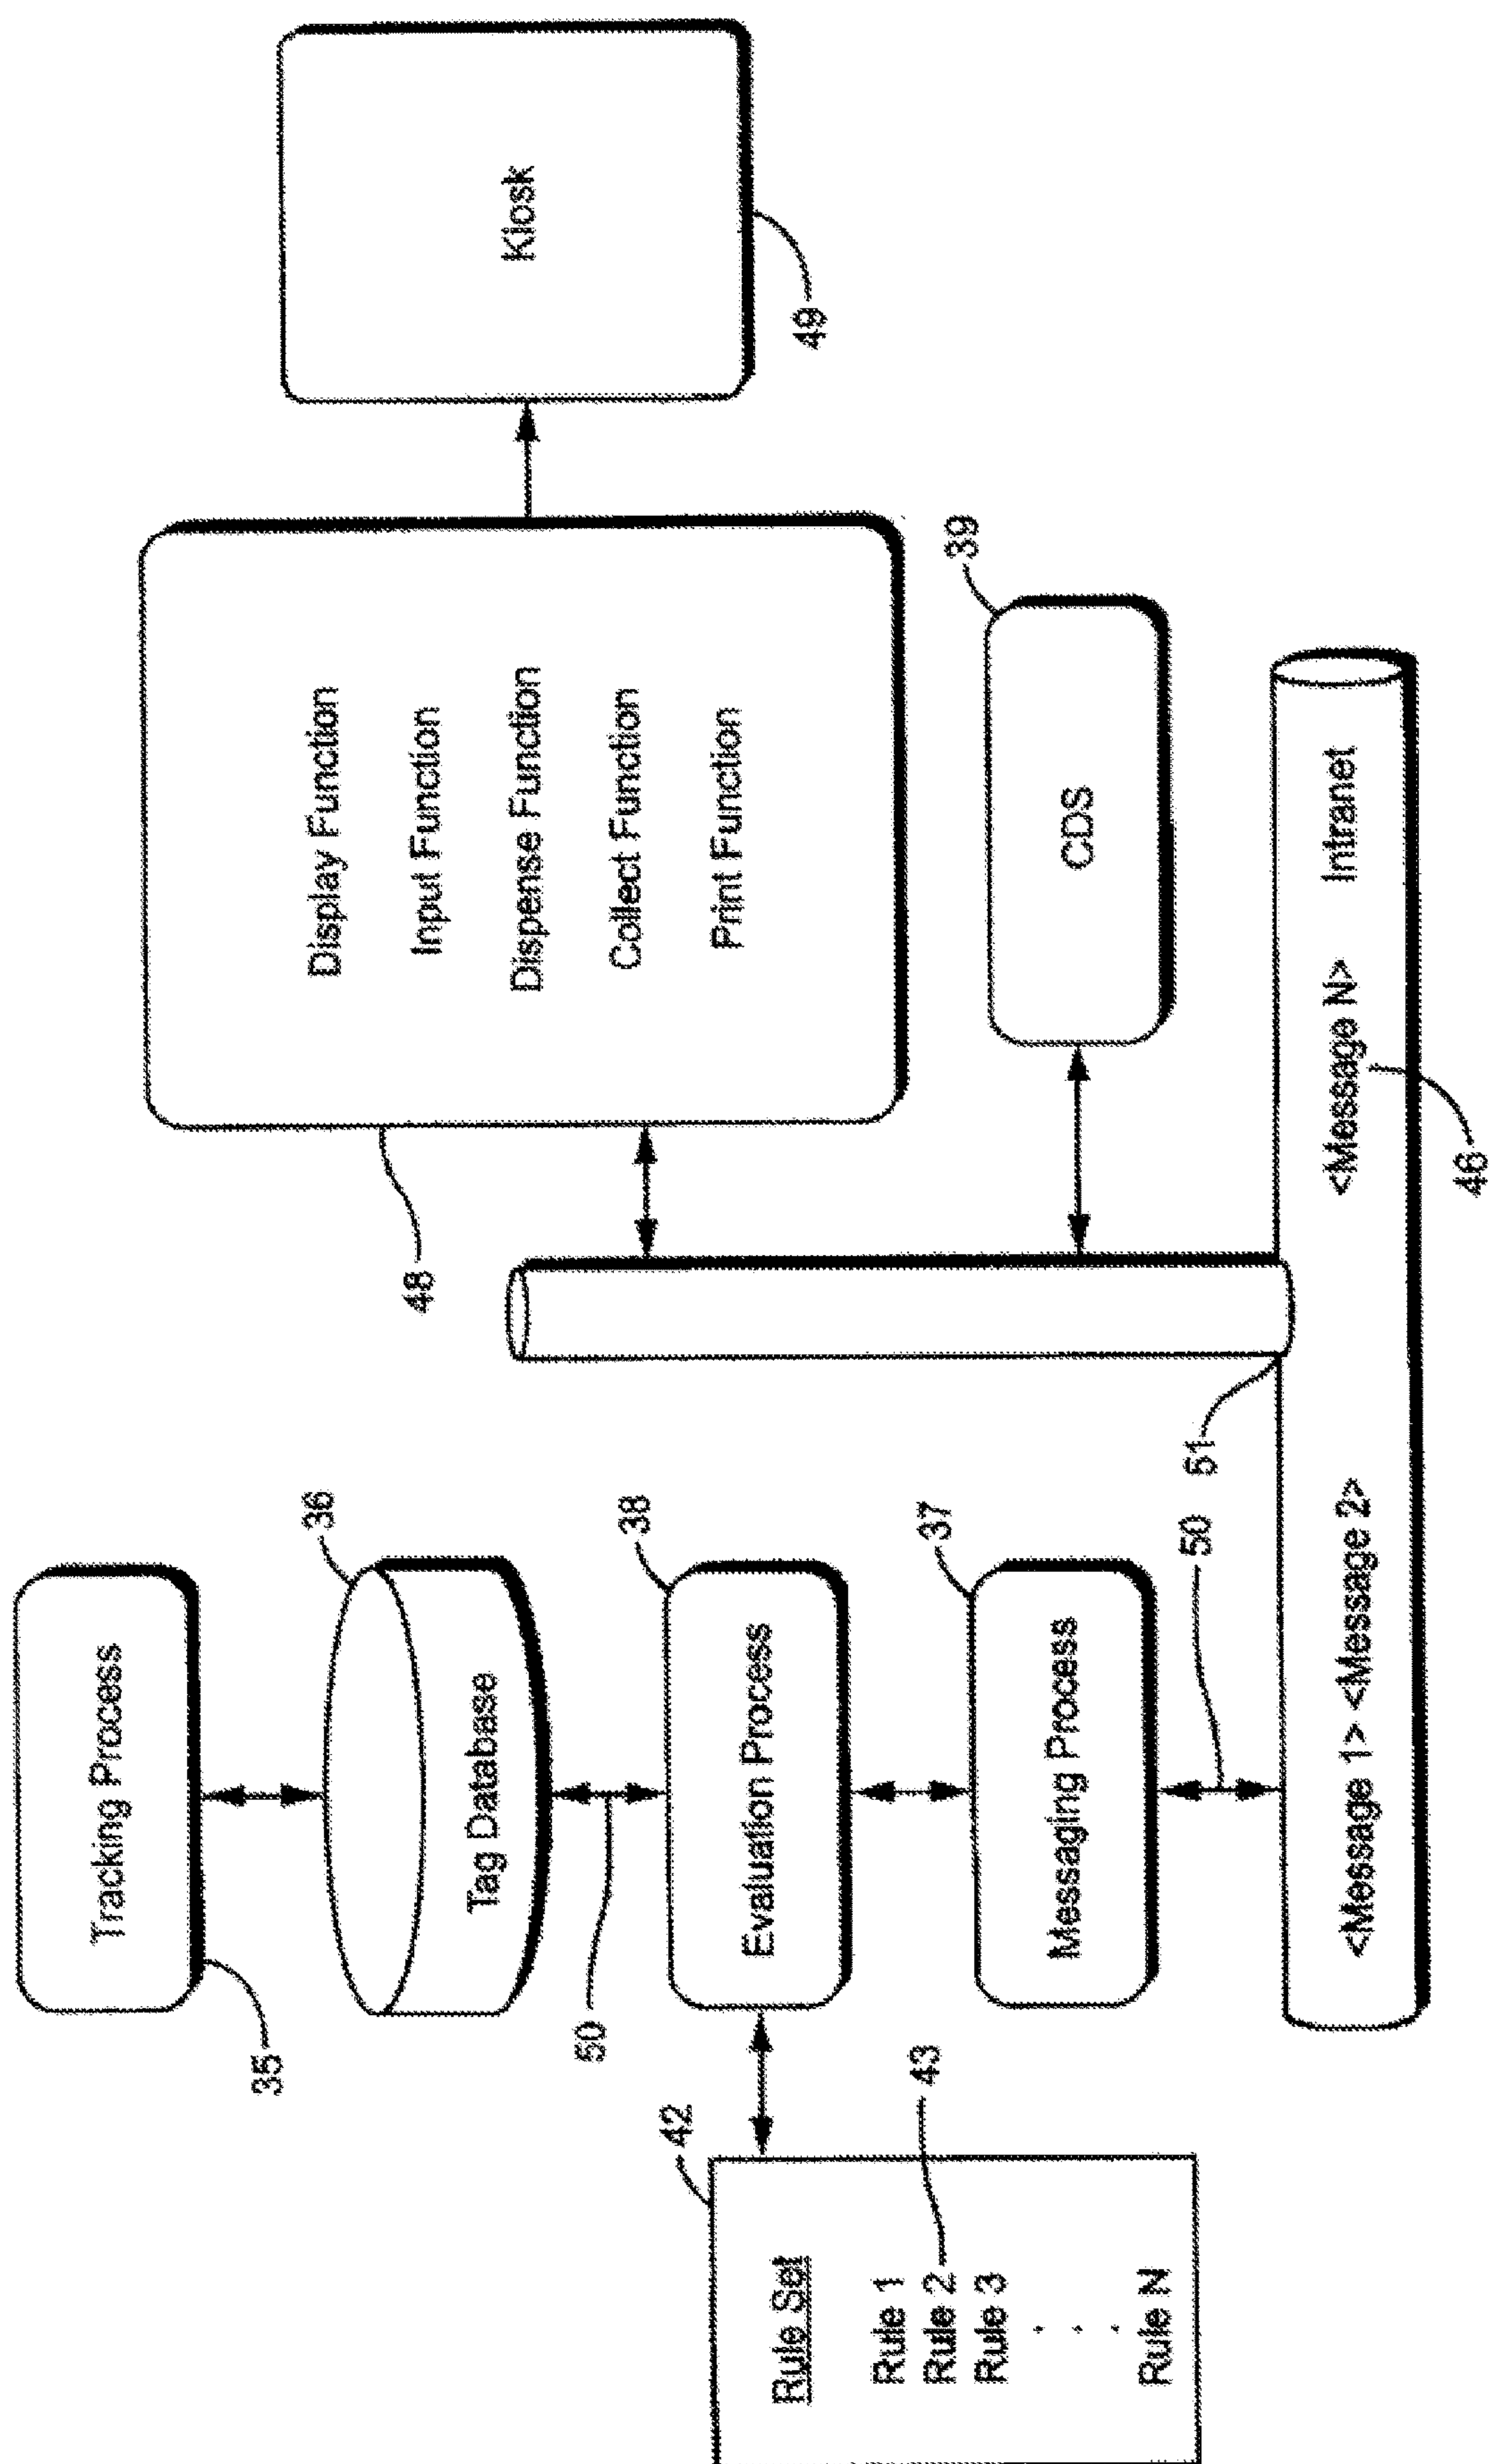 Tracking Process
35
36
Tag Database
50
42
Rule Set
Rule 1
Rule 2
Rule 3
.
.
.
Rule N
43
38
Evaluation Process
37
Messaging Process
50
51
48
Display Function
Input Function
Dispense Function
Collect Function
Print Function
Kiosk
49
39
CDS
<Message 1> <Message 2>
<Message N>
Intranet
46